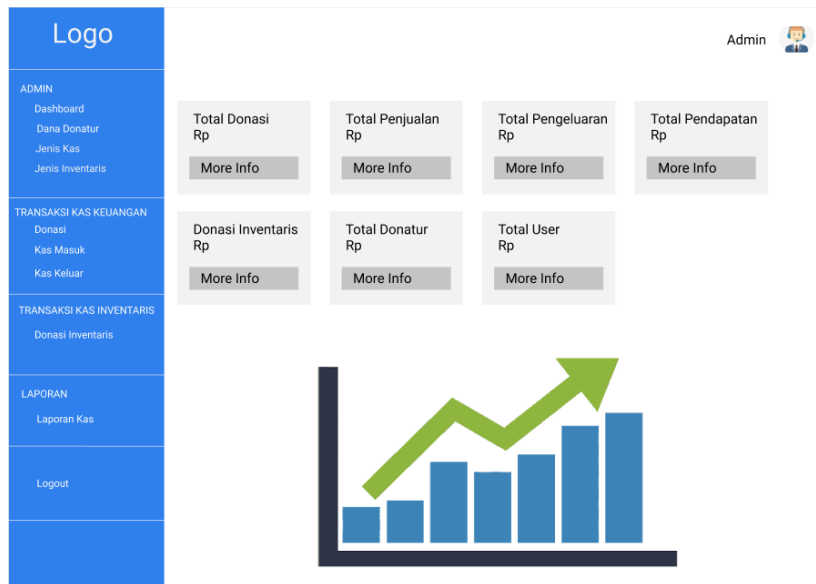 Logo
Admin
ADMIN
Dashboard
Dana Donatur
Jenis Kas
Jenis Inventaris
TRANSAKSI KAS KEUANGAN
Donasi
Kas Masuk
Kas Keluar
TRANSAKSI KAS INVENTARIS
Donasi Inventaris
LAPORAN
Laporan Kas
Logout
Total Donasi
Rp
More Info
Total Penjualan
Rp
More Info
Total Pengeluaran
Rp
More Info
Total Pendapatan
Rp
More Info
Donasi Inventaris
Rp
More Info
Total Donatur
Rp
More Info
Total User
Rp
More Info